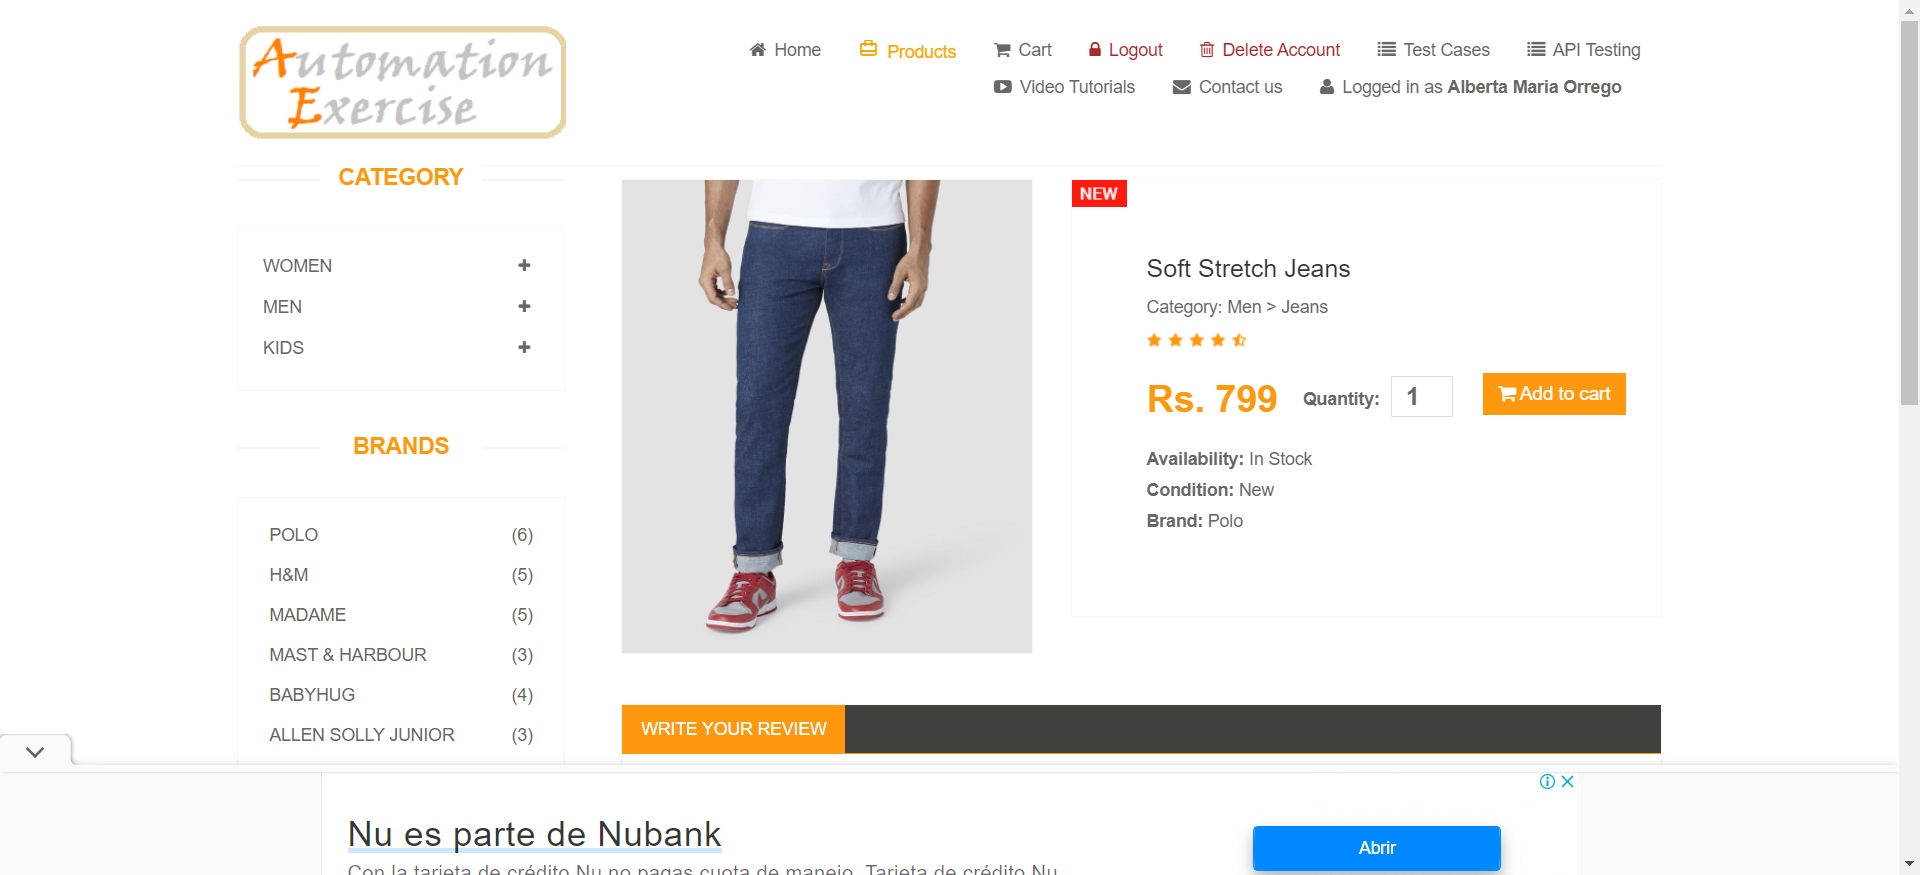 Automation
Exercise
Home
Products
Cart
Logout
Delete Account
Test Cases
API Testing
Video Tutorials
Contact us
Logged in as Alberta Maria Orrego
CATEGORY
WOMEN
MEN
KIDS
BRANDS
POLO (6)
H&M (5)
MADAME (5)
MAST & HARBOUR (3)
BABYHUG (4)
ALLEN SOLLY JUNIOR (3)
NEW
Soft Stretch Jeans
Category: Men > Jeans
Rs. 799 Quantity: 1 Add to cart
Availability: In Stock
Condition: New
Brand: Polo
WRITE YOUR REVIEW
Nu es parte de Nubank
Con la tarjeta de crédito Nu no pagas cuota de manejo. Tarjeta de crédito Nu
Abrir